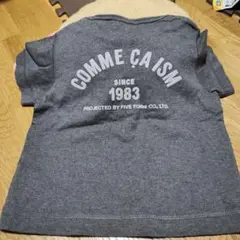 COMME ÇA ISM
SINCE
1983
PROJECTED BY FIVE FOXes CO., LTD.